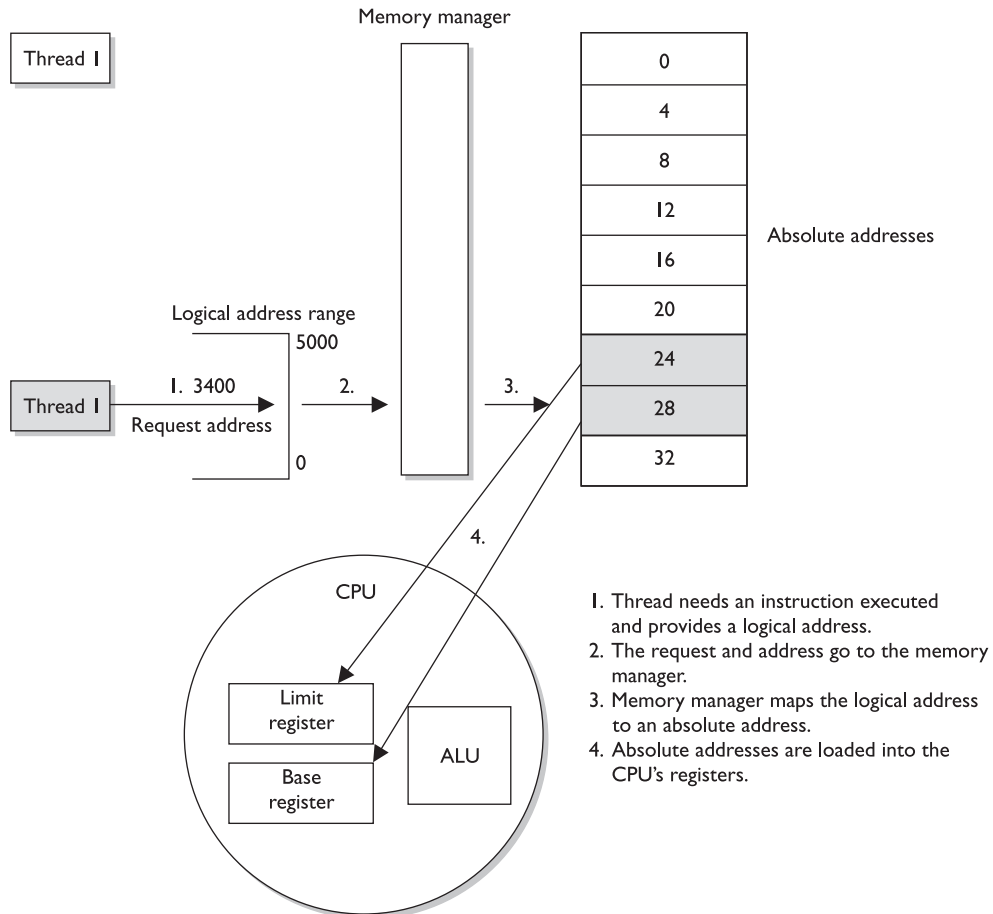 Memory manager
Thread 1
0
4
8
12
16
20
24
28
32
Absolute addresses
Logical address range
5000
Thread 1
1. 3400
Request address
0
2.
3.
4.
CPU
Limit
register
Base
register
ALU
1. Thread needs an instruction executed
and provides a logical address.
2. The request and address go to the memory
manager.
3. Memory manager maps the logical address
to an absolute address.
4. Absolute addresses are loaded into the
CPU's registers.